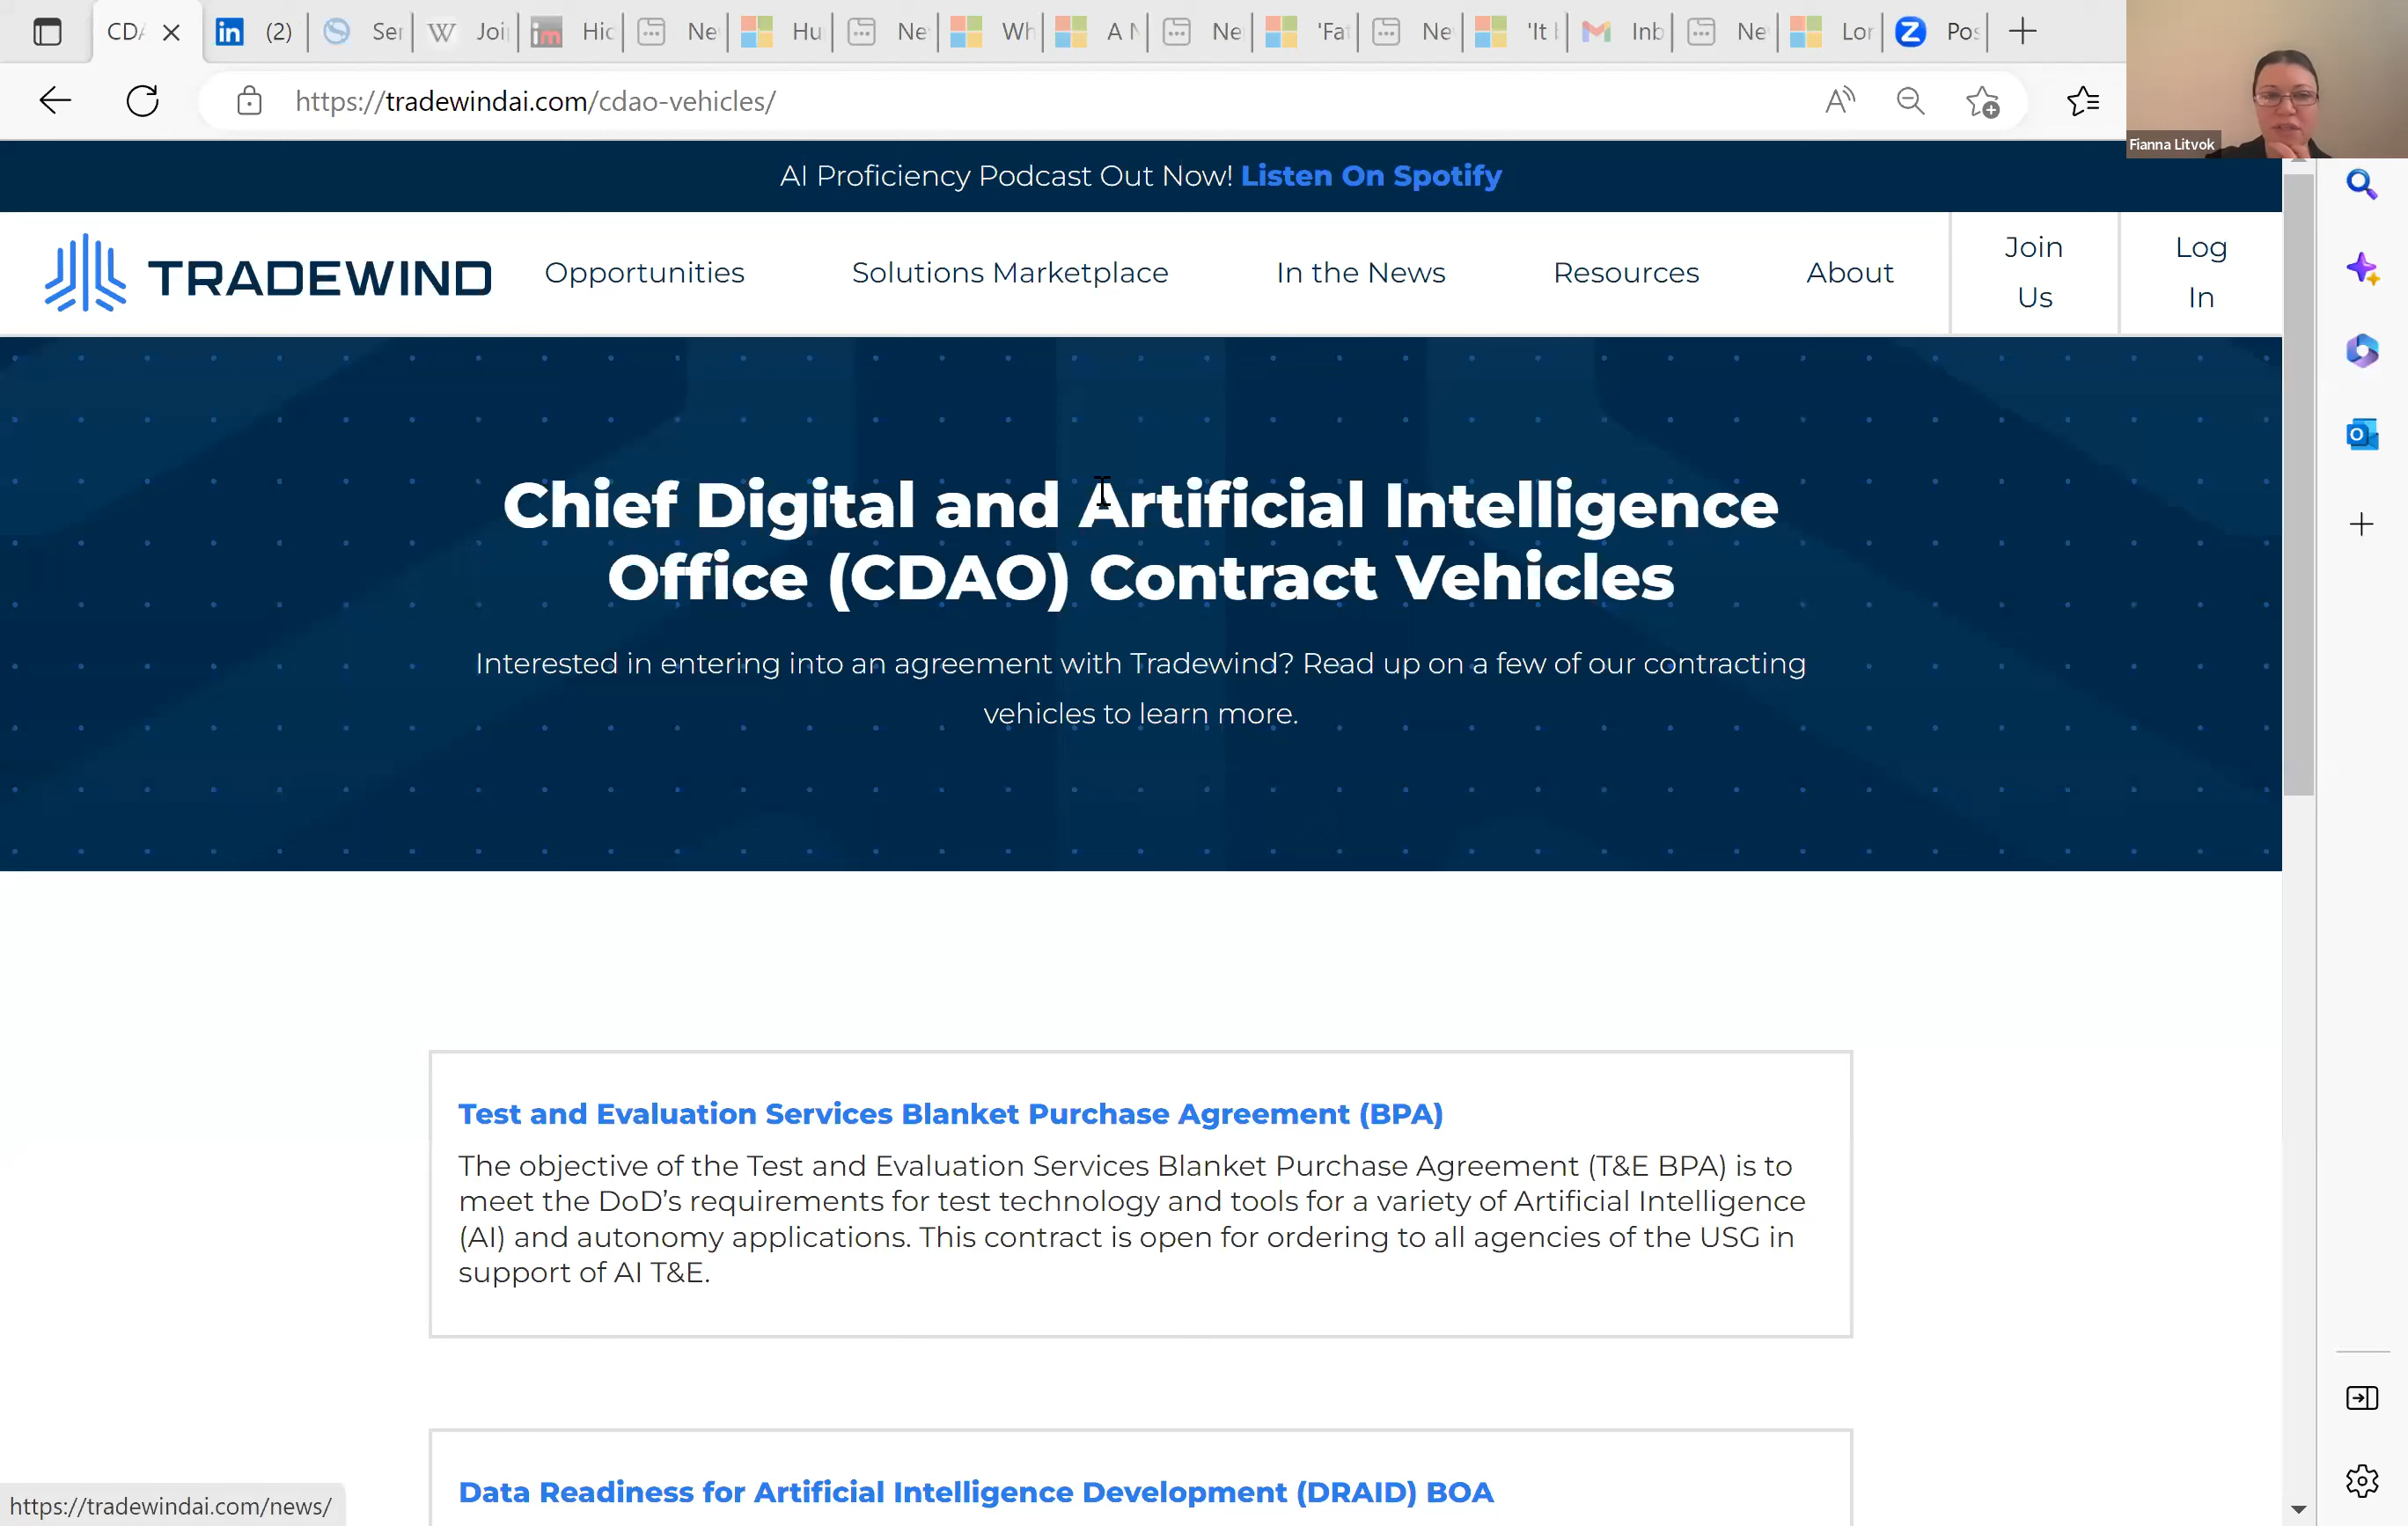 CDA
(2)
Ser
Joi
Hic
Ne
Hu
Ne
Wh
A N
Ne
'Fat
Ne
'It
Inb
Ne
Lor
Pos
https://tradewindai.com/cdao-vehicles/
Fianna Litvok
AI Proficiency Podcast Out Now! Listen On Spotify
TRADEWIND
Opportunities
Solutions Marketplace
In the News
Resources
About
Join
Us
Log
In
Chief Digital and Artificial Intelligence
Office (CDAO) Contract Vehicles
Interested in entering into an agreement with Tradewind? Read up on a few of our contracting
vehicles to learn more.
Test and Evaluation Services Blanket Purchase Agreement (BPA)
The objective of the Test and Evaluation Services Blanket Purchase Agreement (T&E BPA) is to
meet the DoD’s requirements for test technology and tools for a variety of Artificial Intelligence
(AI) and autonomy applications. This contract is open for ordering to all agencies of the USG in
support of AI T&E.
Data Readiness for Artificial Intelligence Development (DRAID) BOA
https://tradewindai.com/news/